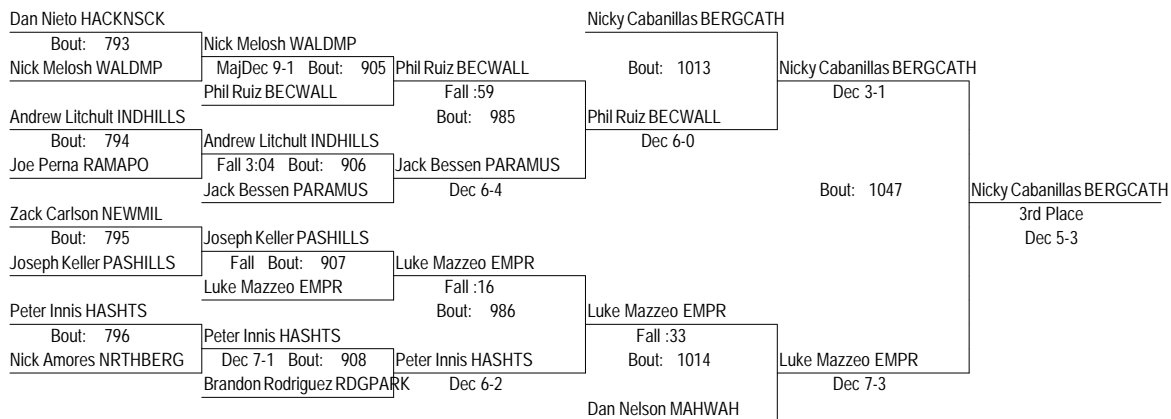 Dan Nieto HACKNSCK
Bout: 793
Nick Melosh WALDMP
Nick Melosh WALDMP
MajDec 9-1 Bout: 905
Phil Ruiz BECWALL
Andrew Litchult INDHILLS
Bout: 794
Joe Perna RAMAPO
Andrew Litchult INDHILLS
Fall 3:04 Bout: 906
Jack Bessen PARAMUS
Zack Carlson NEWMIL
Bout: 795
Joseph Keller PASHILLS
Joseph Keller PASHILLS
Fall Bout: 907
Luke Mazzeo EMPR
Peter Innis HASHTS
Bout: 796
Nick Amores NRTHBERG
Peter Innis HASHTS
Dec 7-1 Bout: 908
Brandon Rodriguez RDGPARK
Phil Ruiz BECWALL
Fall :59
Bout: 985
Jack Bessen PARAMUS
Dec 6-4
Luke Mazzeo EMPR
Fall :16
Bout: 986
Peter Innis HASHTS
Dec 6-2
Nicky Cabanillas BERGCATH
Bout: 1013
Phil Ruiz BECWALL
Dec 6-0
Luke Mazzeo EMPR
Fall :33
Bout: 1014
Dan Nelson MAHWAH
Nicky Cabanillas BERGCATH
Dec 3-1
Bout: 1047
Luke Mazzeo EMPR
Dec 7-3
Nicky Cabanillas BERGCATH
3rd Place
Dec 5-3